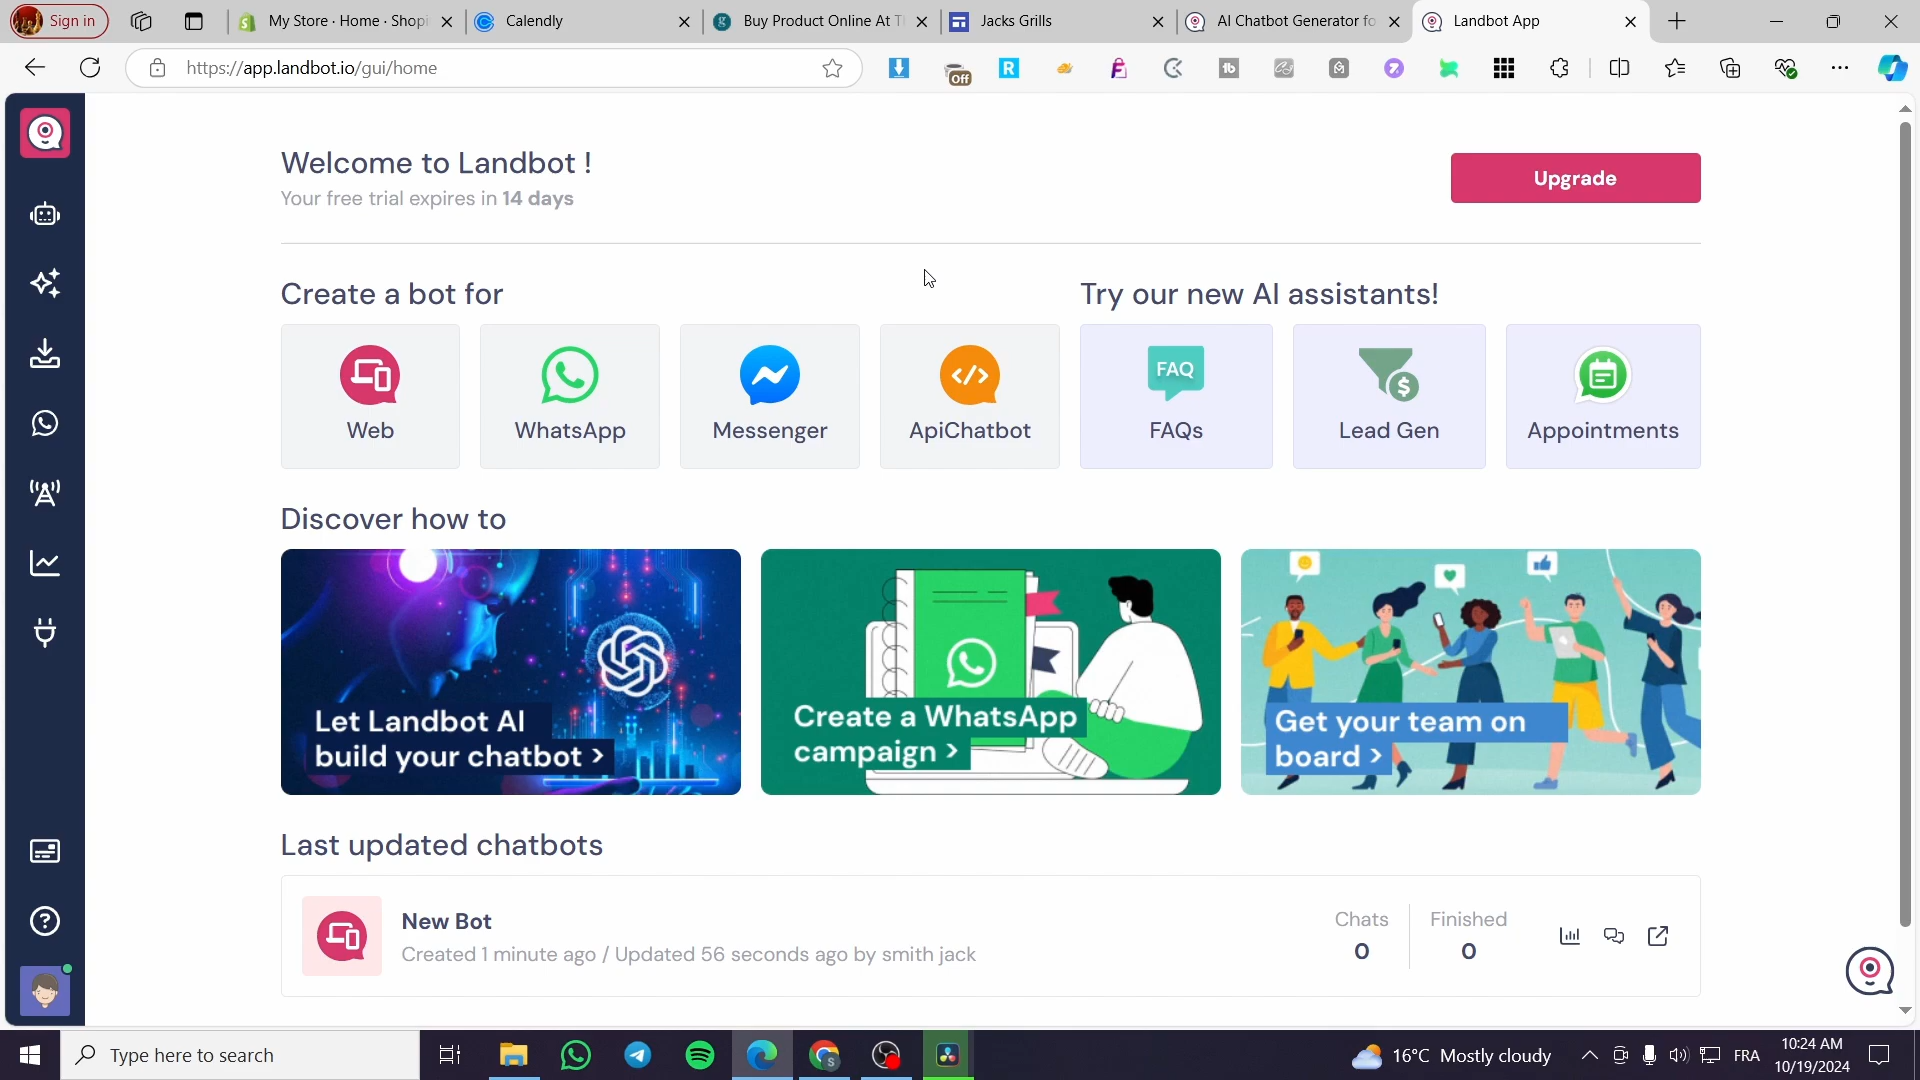 Sign in
My Store · Home · Shopi
Calendly
Buy Product Online At T
Jacks Grills
AI Chatbot Generator fo
Landbot App
https://app.landbot.io/gui/home
Off
Welcome to Landbot !
Your free trial expires in 14 days
Upgrade
Create a bot for
Try our new AI assistants!
Web
WhatsApp
Messenger
ApiChatbot
FAQ
FAQs
Lead Gen
Appointments
Discover how to
Let Landbot AI
build your chatbot >
Create a WhatsApp
campaign >
Get your team on
board >
Last updated chatbots
New Bot
Created 1 minute ago / Updated 56 seconds ago by smith jack
Chats
0
Finished
0
Type here to search
16°C Mostly cloudy
FRA
10:24 AM
10/19/2024